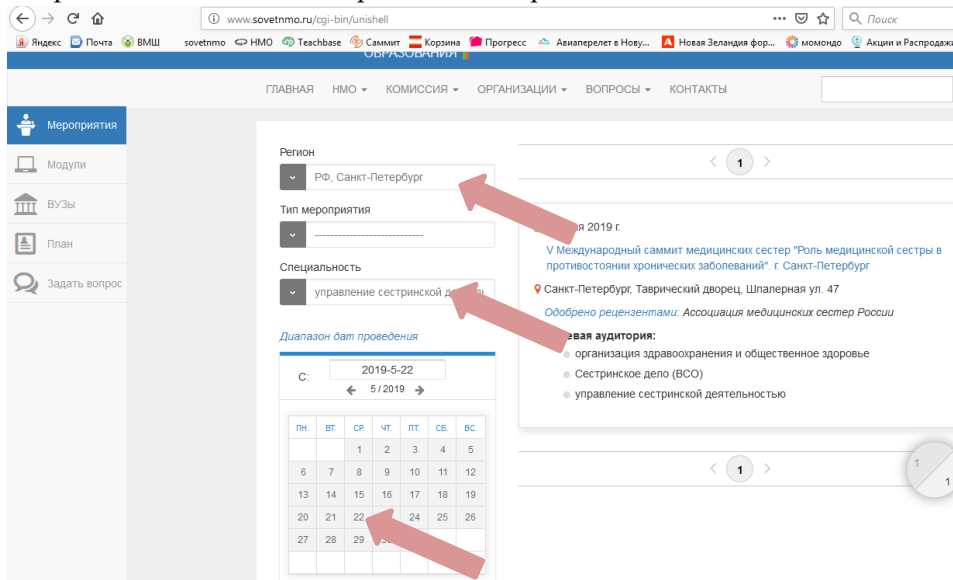 www.sovetnmo.ru/cgi-bin/unishell
Поиск
Яндекс Почта ВМШ sovetnmo НМО Teachbase Саммит Корзина Прогресс Авиаперелет в Нову... Новая Зеландия фор... момондо Акции и Распродажи
ОБРАЗОВАНИЯ
ГЛАВНАЯ НМО КОМИССИЯ ОРГАНИЗАЦИИ ВОПРОСЫ КОНТАКТЫ
Мероприятия
Модули
ВУЗы
План
Задать вопрос
Регион
РФ, Санкт-Петербург
Тип мероприятия
---------------------------
Специальность
управление сестринской
Диапазон дат проведения
С: 2019-5-22
5 / 2019
ПН. ВТ. СР. ЧТ. ПТ. СБ. ВС.
1 2 3 4 5
6 7 8 9 10 11 12
13 14 15 16 17 18 19
20 21 22 24 25 26
27 28 29
1
2019 г.
V Международный саммит медицинских сестер "Роль медицинской сестры в
противостоянии хронических заболеваний". г. Санкт-Петербург
Санкт-Петербург, Таврический дворец, Шпалерная ул. 47
Одобрено рецензентами: Ассоциация медицинских сестер России
евая аудитория:
организация здравоохранения и общественное здоровье
Сестринское дело (ВСО)
управление сестринской деятельностью
1
1
1